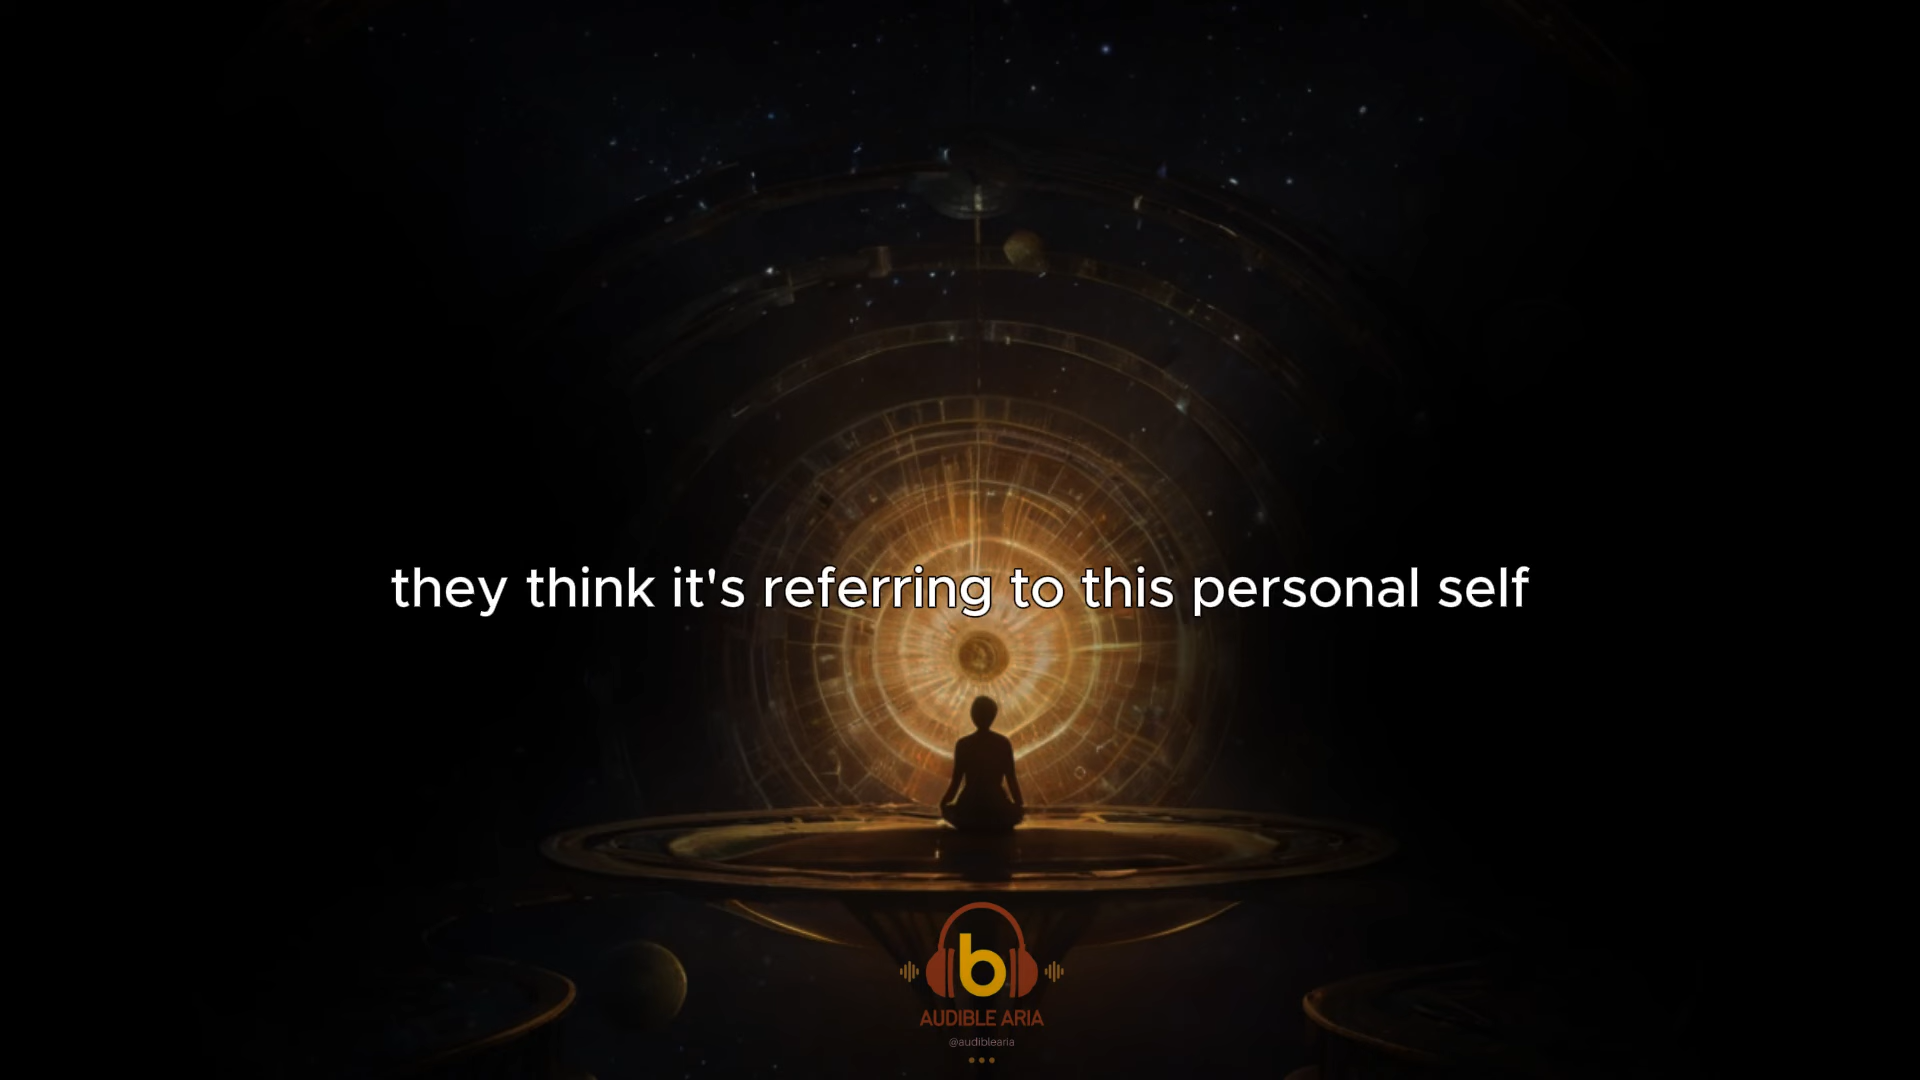 they think it's referring to this personal self
b
AUDIBLE ARIA
@audiblearia